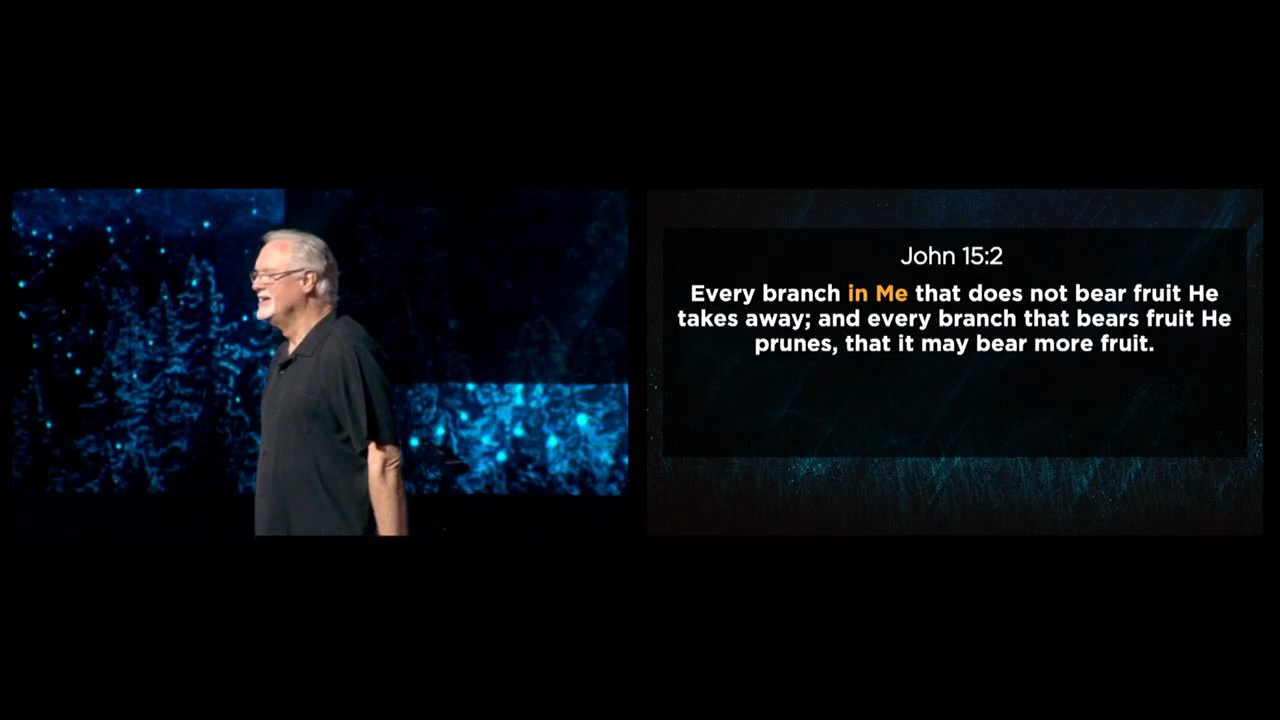 John 15:2
Every branch in Me that does not bear fruit He
takes away; and every branch that bears fruit He
prunes, that it may bear more fruit.